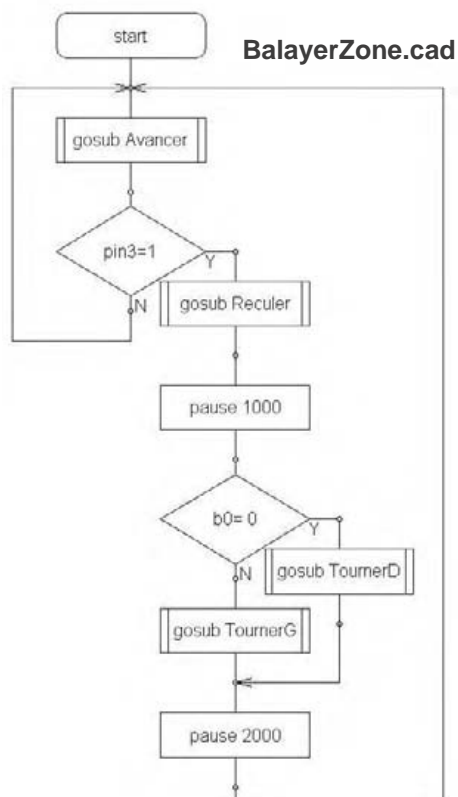 start
BalayerZone.cad
gosub Avancer
pin3=1
Y
N
gosub Reculer
pause 1000
b0= 0
Y
N
gosub TournerD
gosub TournerG
pause 2000